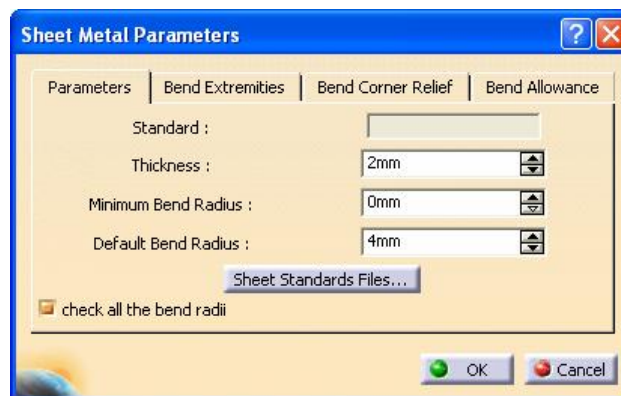 Sheet Metal Parameters
Parameters Bend Extremities Bend Corner Relief Bend Allowance
Standard :
Thickness : 2mm
Minimum Bend Radius : 0mm
Default Bend Radius : 4mm
Sheet Standards Files...
check all the bend radii
OK Cancel